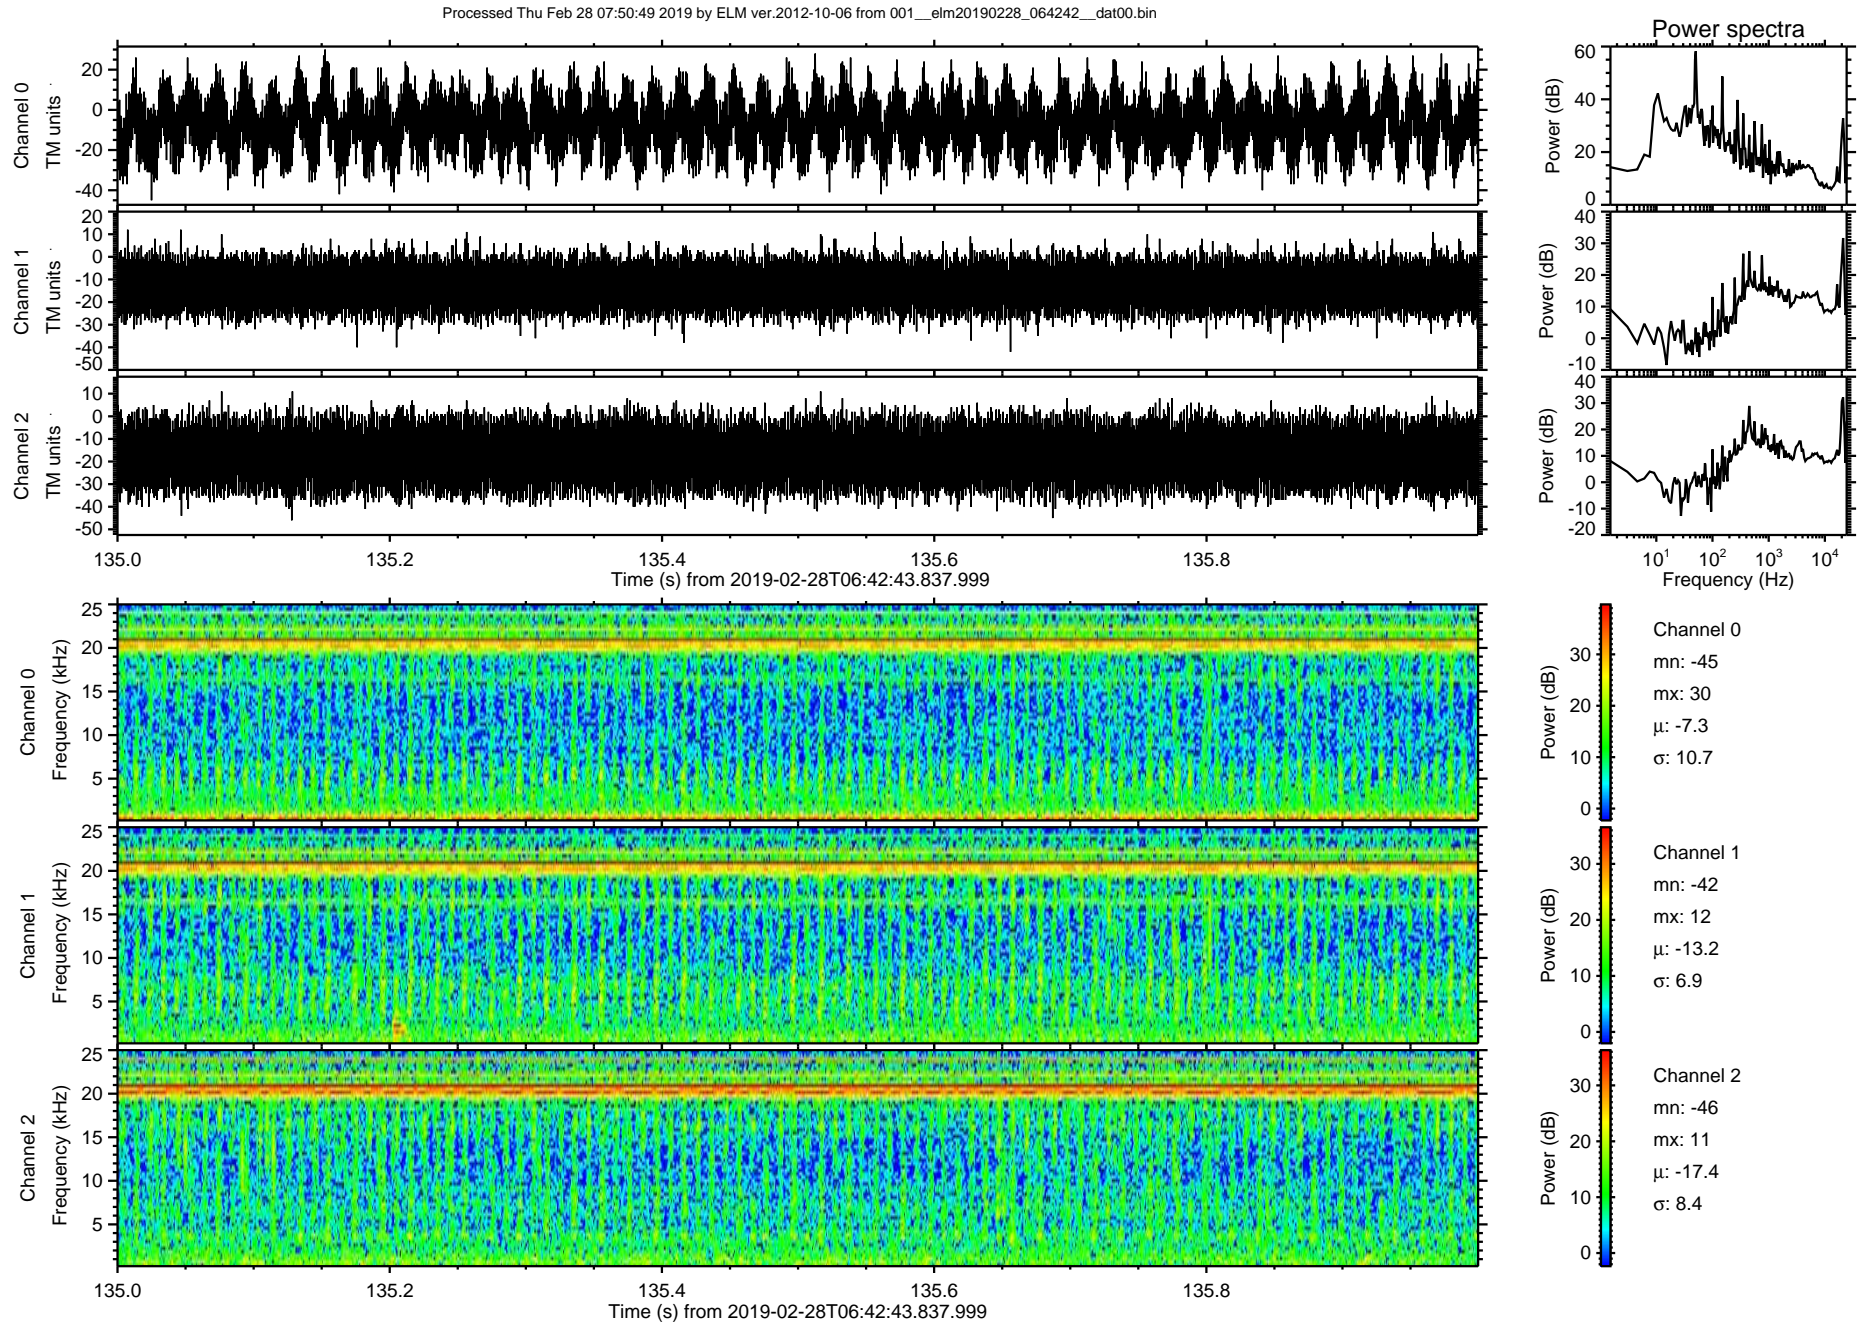 Processed Thu Feb 28 07:50:49 2019 by ELM ver.2012-10-06 from 001__elm20190228_064242__dat00.bin
Power spectra
Channel 0
TM units
20
0
-20
-40
Power (dB)
60
40
20
0
Channel 1
TM units
20
10
0
-10
-20
-30
-40
-50
Power (dB)
40
30
20
10
0
-10
Channel 2
TM units
10
0
-10
-20
-30
-40
-50
Power (dB)
40
30
20
10
0
-10
-20
135.0 135.2 135.4 135.6 135.8
Time (s) from 2019-02-28T06:42:43.837.999
10^1 10^2 10^3 10^4
Frequency (Hz)
Channel 0
Frequency (kHz)
25
20
15
10
5
Power (dB)
30
20
10
0
Channel 0
mn: -45
mx: 30
μ: -7.3
σ: 10.7
Channel 1
Frequency (kHz)
25
20
15
10
5
Power (dB)
30
20
10
0
Channel 1
mn: -42
mx: 12
μ: -13.2
σ: 6.9
Channel 2
Frequency (kHz)
25
20
15
10
5
Power (dB)
30
20
10
0
Channel 2
mn: -46
mx: 11
μ: -17.4
σ: 8.4
135.0 135.2 135.4 135.6 135.8
Time (s) from 2019-02-28T06:42:43.837.999